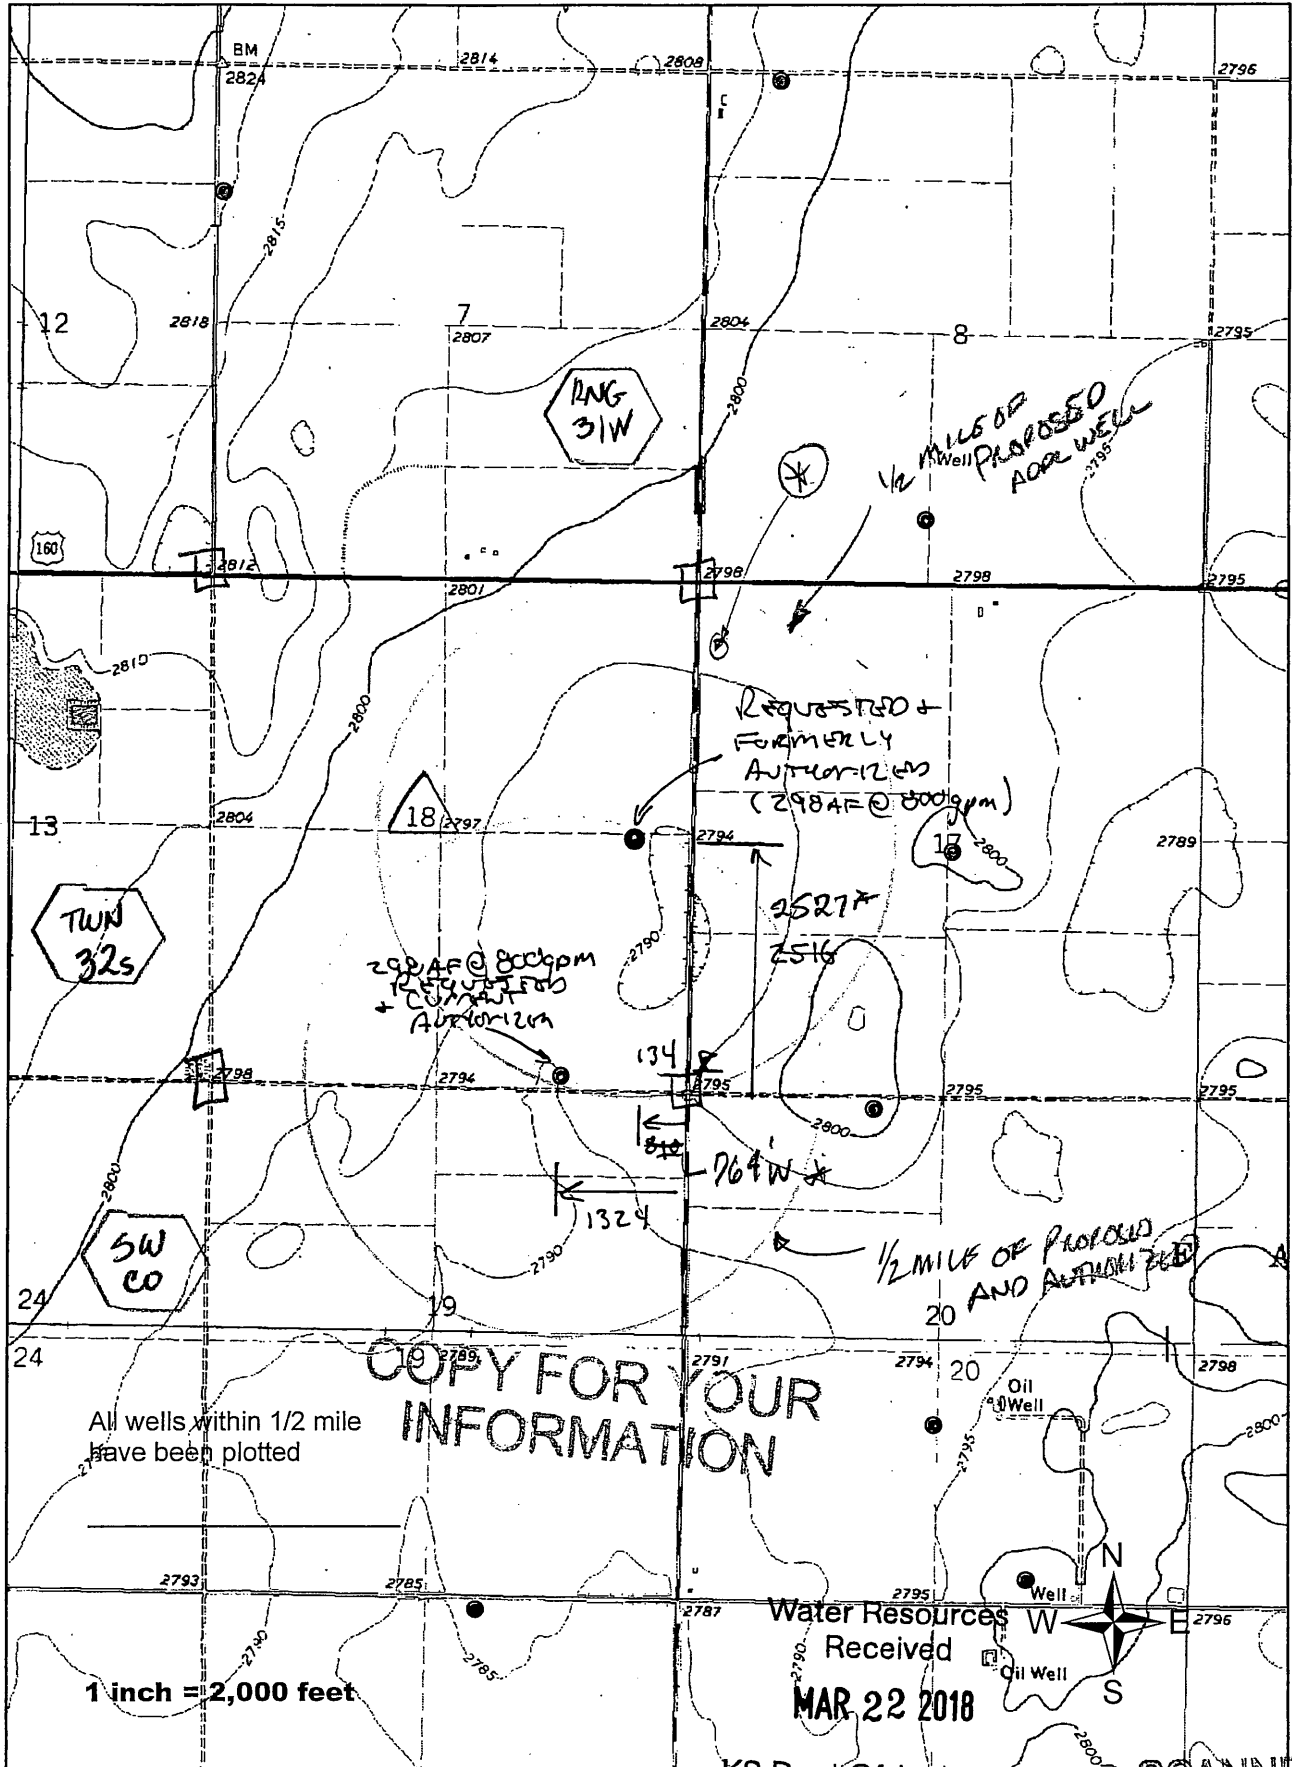 BM
2824
2814
2808
2796
2815
12
2818
7
2807
2804
8
2795
RNG
31W
2800
1/2 MILE OF
PROPOSED
Well
WELL
2795
160
2812
2801
2798
2798
2795
2810
2800
REQUESTED &
FORMERLY
AUTHORIZED
(298AF@800gpm)
13
2804
18
2797
2794
17
2800
2789
TWN
32s
2790
2527
2516
298AF@800gpm
REQUESTED
+ CURRENT
AUTHORIZED
134
2798
2794
2795
2795
2795
2800
2800
764'W
1324
2790
SW
CO
1/2 MILE OF PROPOSED
AND AUTHORIZED
E
A
24
19
20
24
19
2789
2791
2794
20
2798
COPY FOR YOUR
INFORMATION
Oil
Well
All wells within 1/2 mile
have been plotted
2795
2800
2793
2785
2787
2795
Well
2796
N
W
E
S
Water Resources
Received
Oil Well
2790
2785
2790
1 inch = 2,000 feet
MAR 22 2018
2800